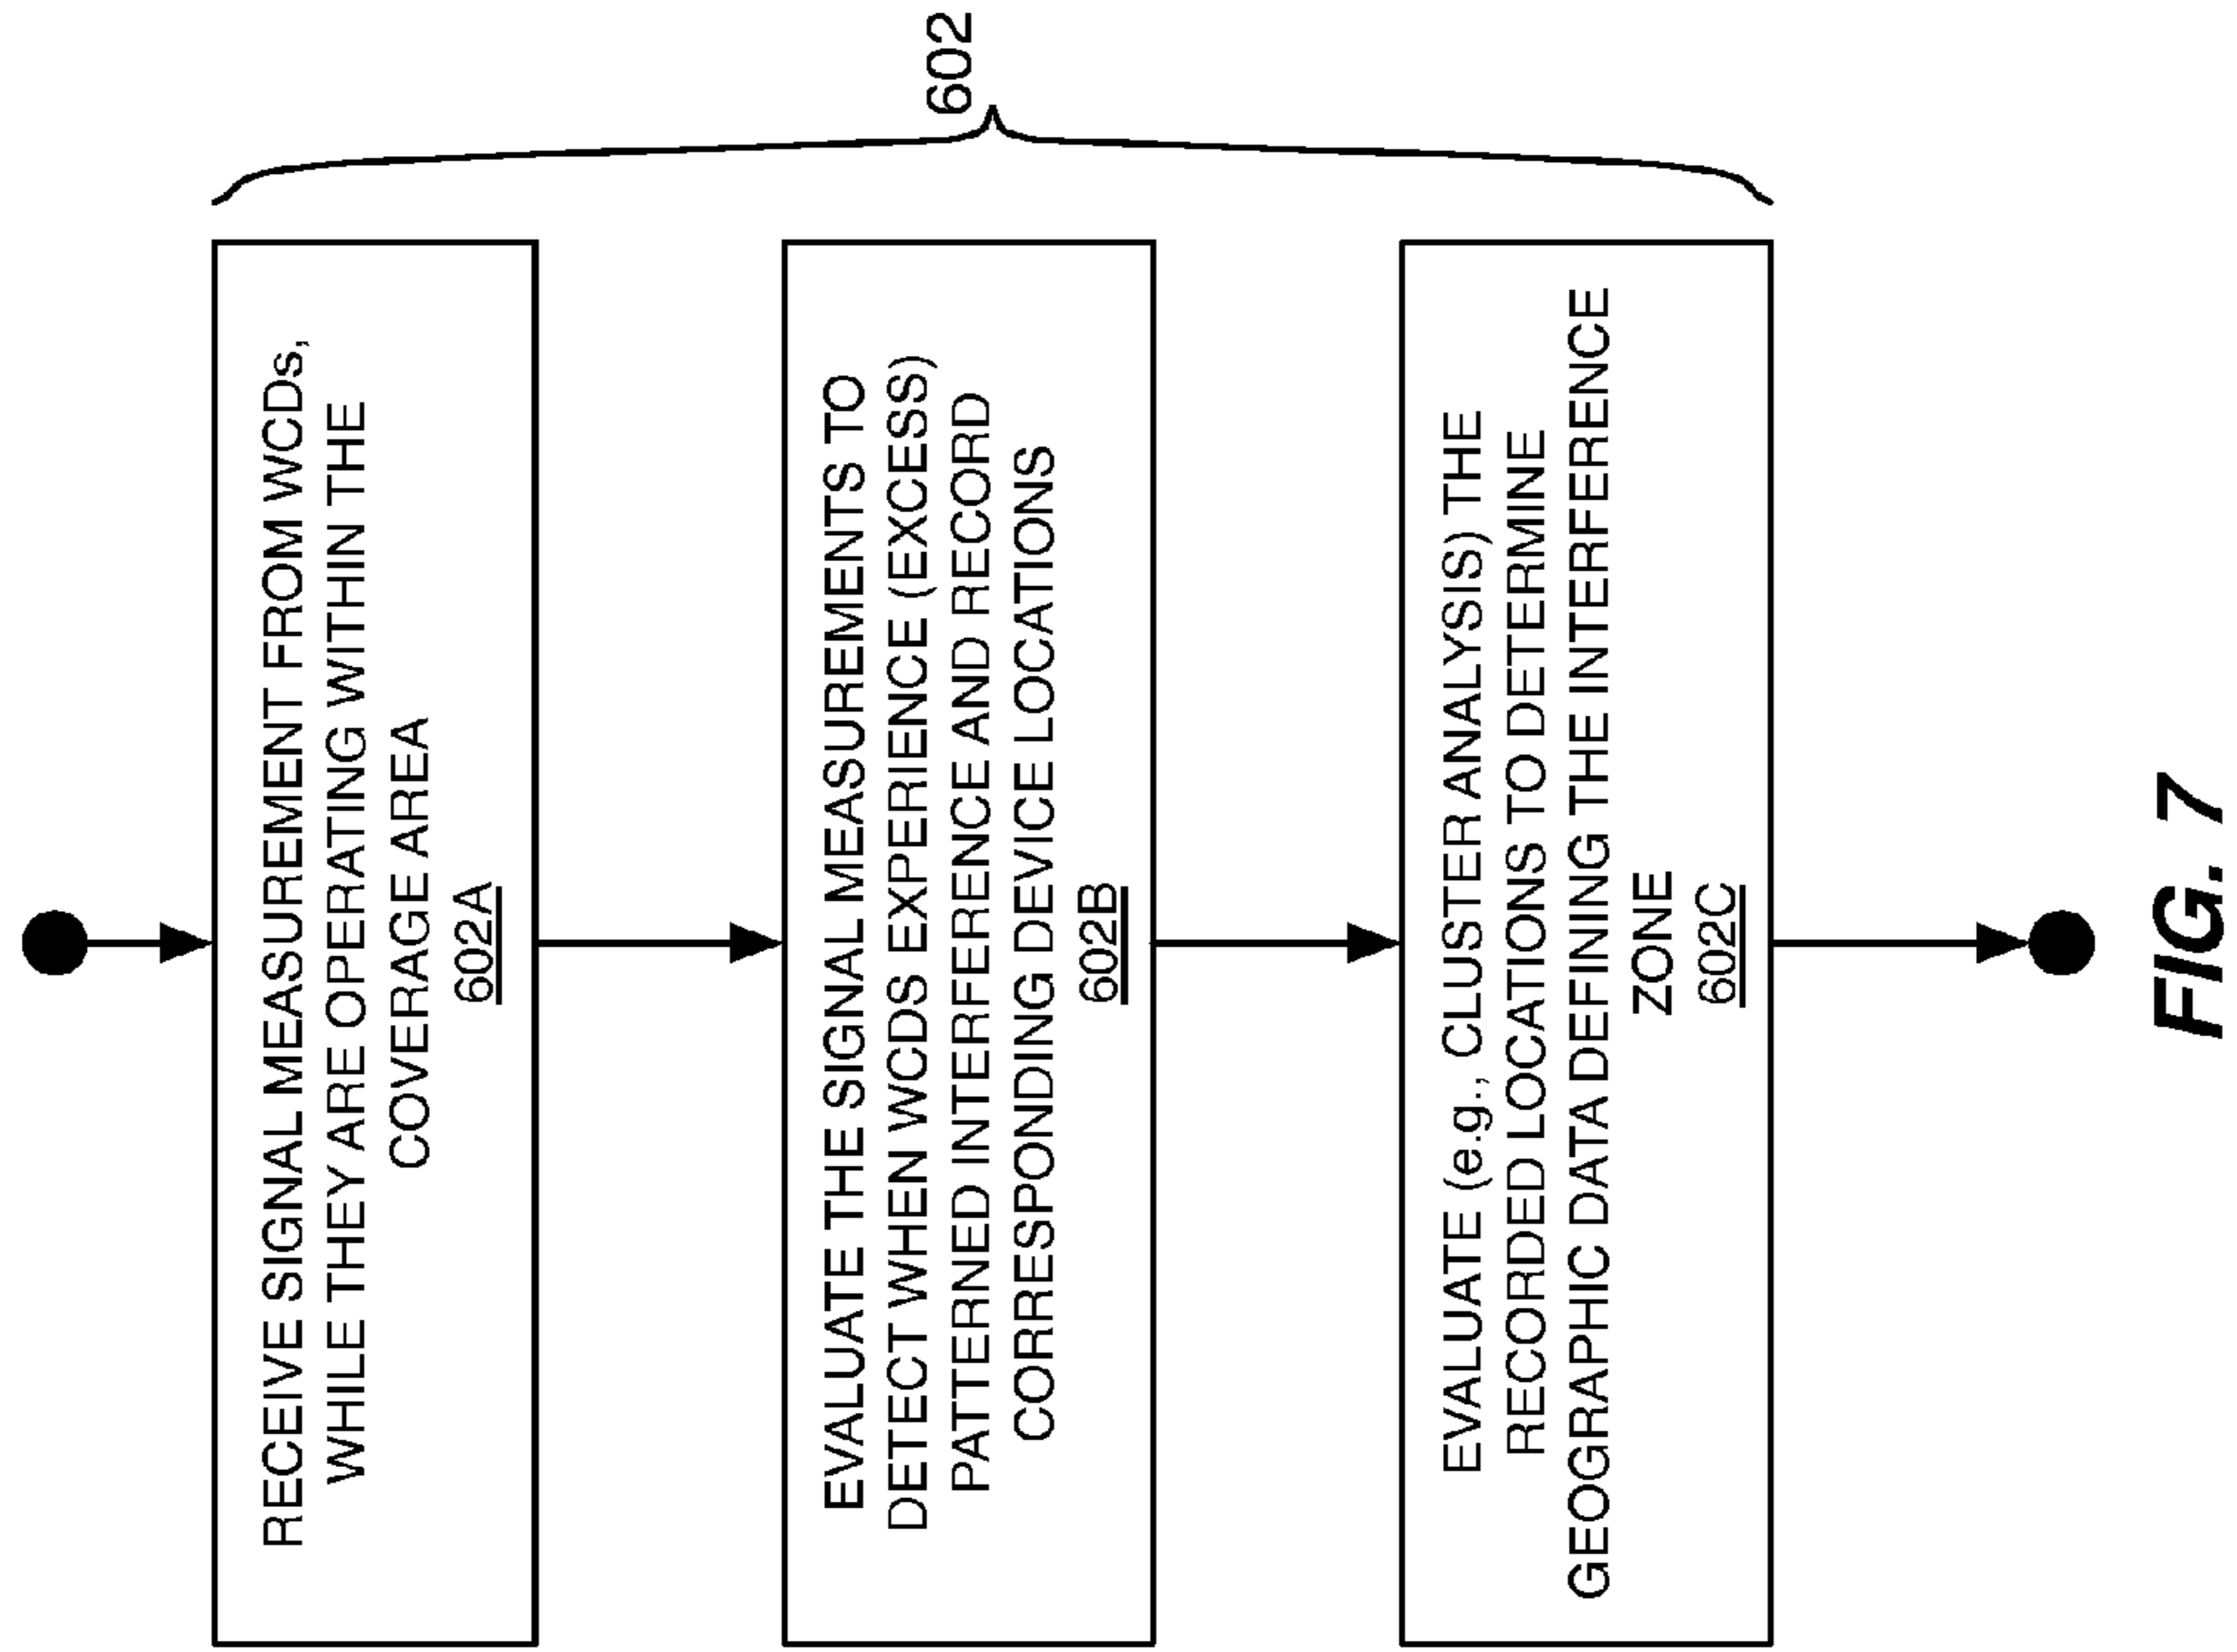 RECEIVE SIGNAL MEASUREMENT FROM WCDs,
WHILE THEY ARE OPERATING WITHIN THE
COVERAGE AREA
602A
EVALUATE THE SIGNAL MEASUREMENTS TO
DETECT WHEN WCDS EXPERIENCE (EXCESS)
PATTERNED INTERFERENCE AND RECORD
CORRESPONDING DEVICE LOCATIONS
602B
EVALUATE (e.g., CLUSTER ANALYSIS) THE
RECORDED LOCATIONS TO DETERMINE
GEOGRAPHIC DATA DEFINING THE INTERFERENCE
ZONE
602C
602
FIG. 7